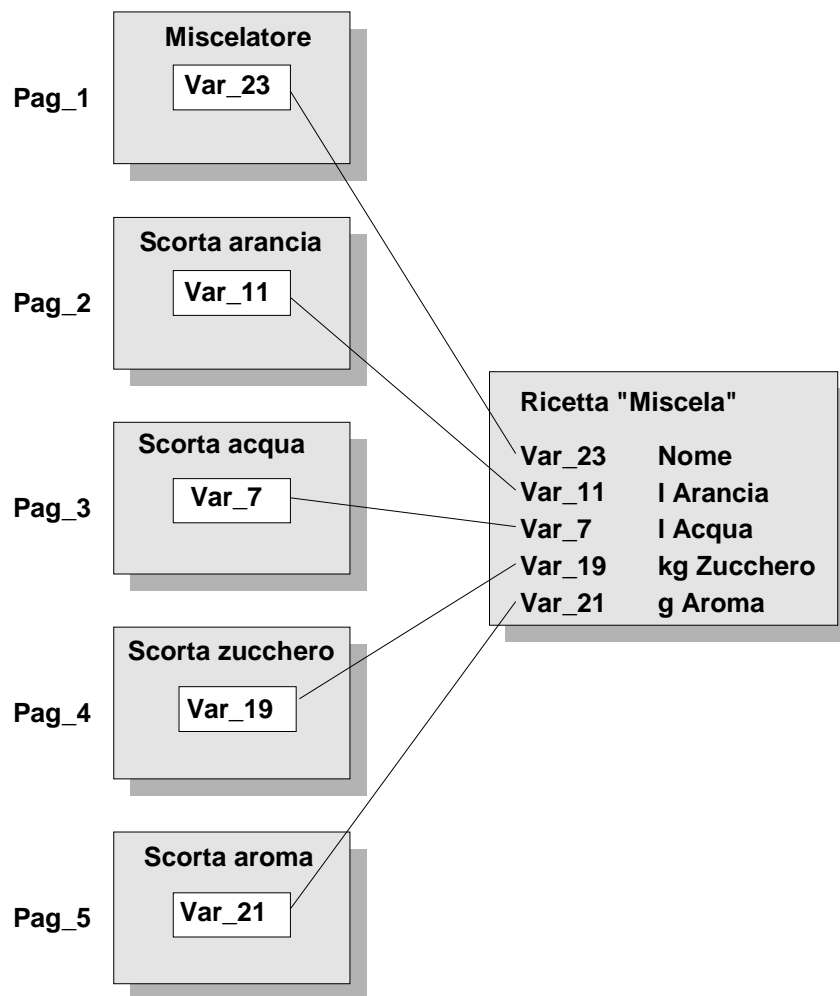 Miscelatore
Var_23
Pag_1
Scorta arancia
Var_11
Pag_2
Scorta acqua
Var_7
Pag_3
Scorta zucchero
Var_19
Pag_4
Scorta aroma
Var_21
Pag_5
Ricetta "Miscela"
Var_23 Nome
Var_11 l Arancia
Var_7 l Acqua
Var_19 kg Zucchero
Var_21 g Aroma